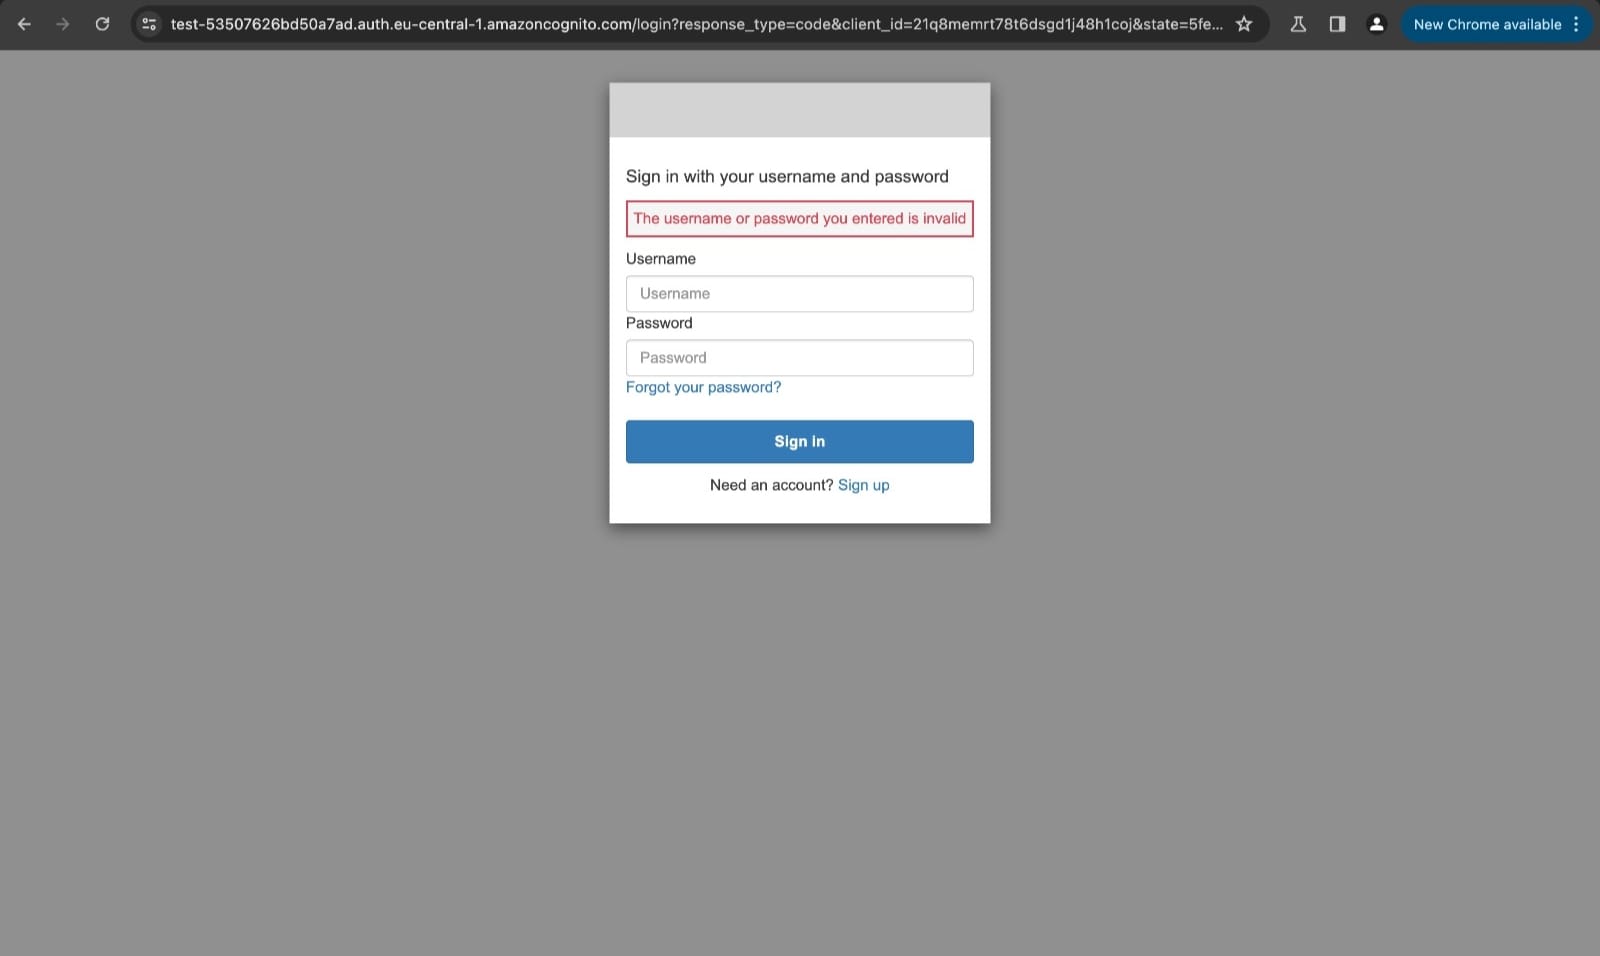 test-53507626bd50a7ad.auth.eu-central-1.amazoncognito.com/login?response_type=code&client_id=21q8memrt78t6dsgd1j48h1coj&state=5fe...
New Chrome available
Sign in with your username and password
The username or password you entered is invalid
Username
Username
Password
Password
Forgot your password?
Sign in
Need an account? Sign up